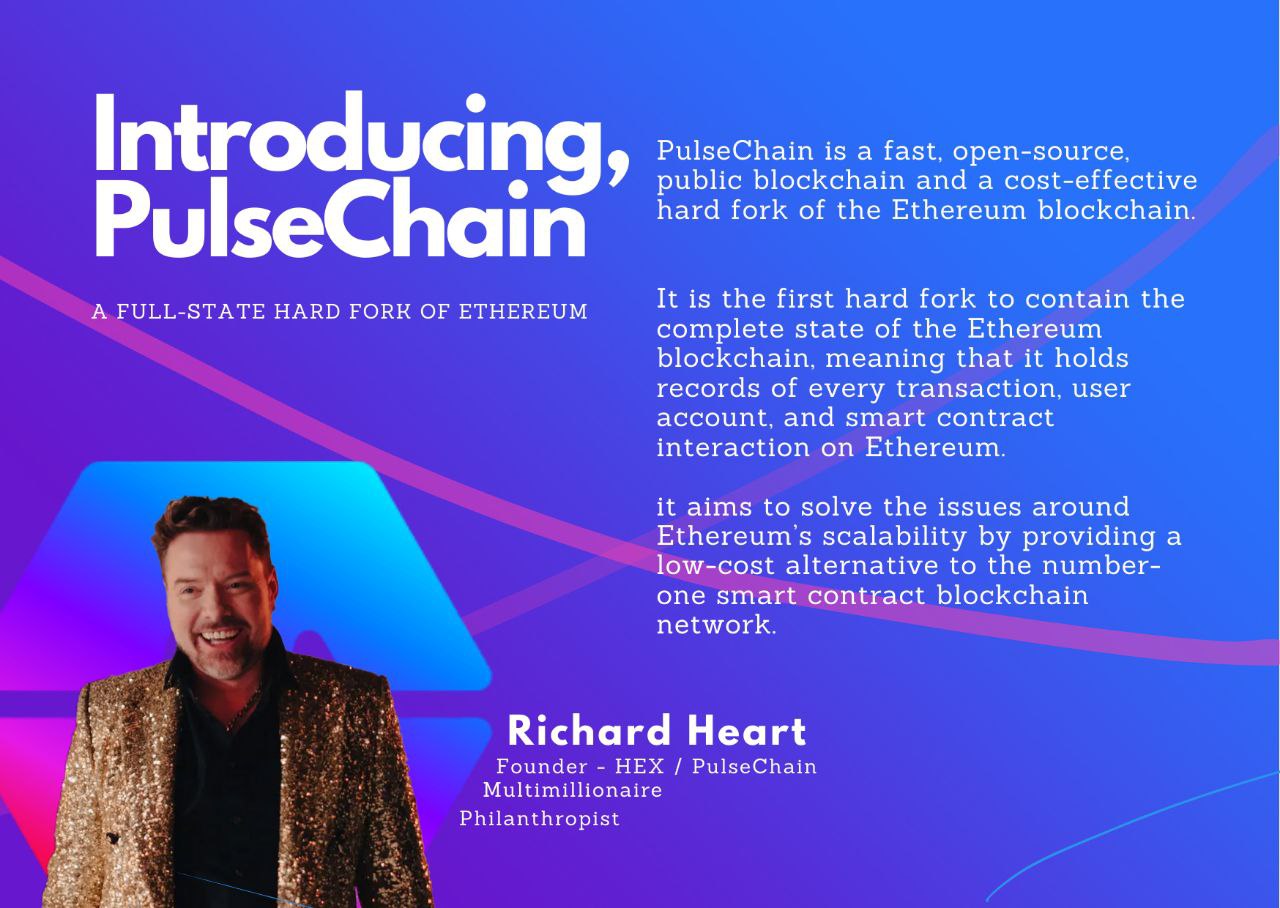 Introducing,
PulseChain
A FULL-STATE HARD FORK OF ETHEREUM
PulseChain is a fast, open-source,
public blockchain and a cost-effective
hard fork of the Ethereum blockchain.
It is the first hard fork to contain the
complete state of the Ethereum
blockchain, meaning that it holds
records of every transaction, user
account, and smart contract
interaction on Ethereum.
it aims to solve the issues around
Ethereum’s scalability by providing a
low-cost alternative to the number-
one smart contract blockchain
network.
Richard Heart
Founder - HEX / PulseChain
Multimillionaire
Philanthropist